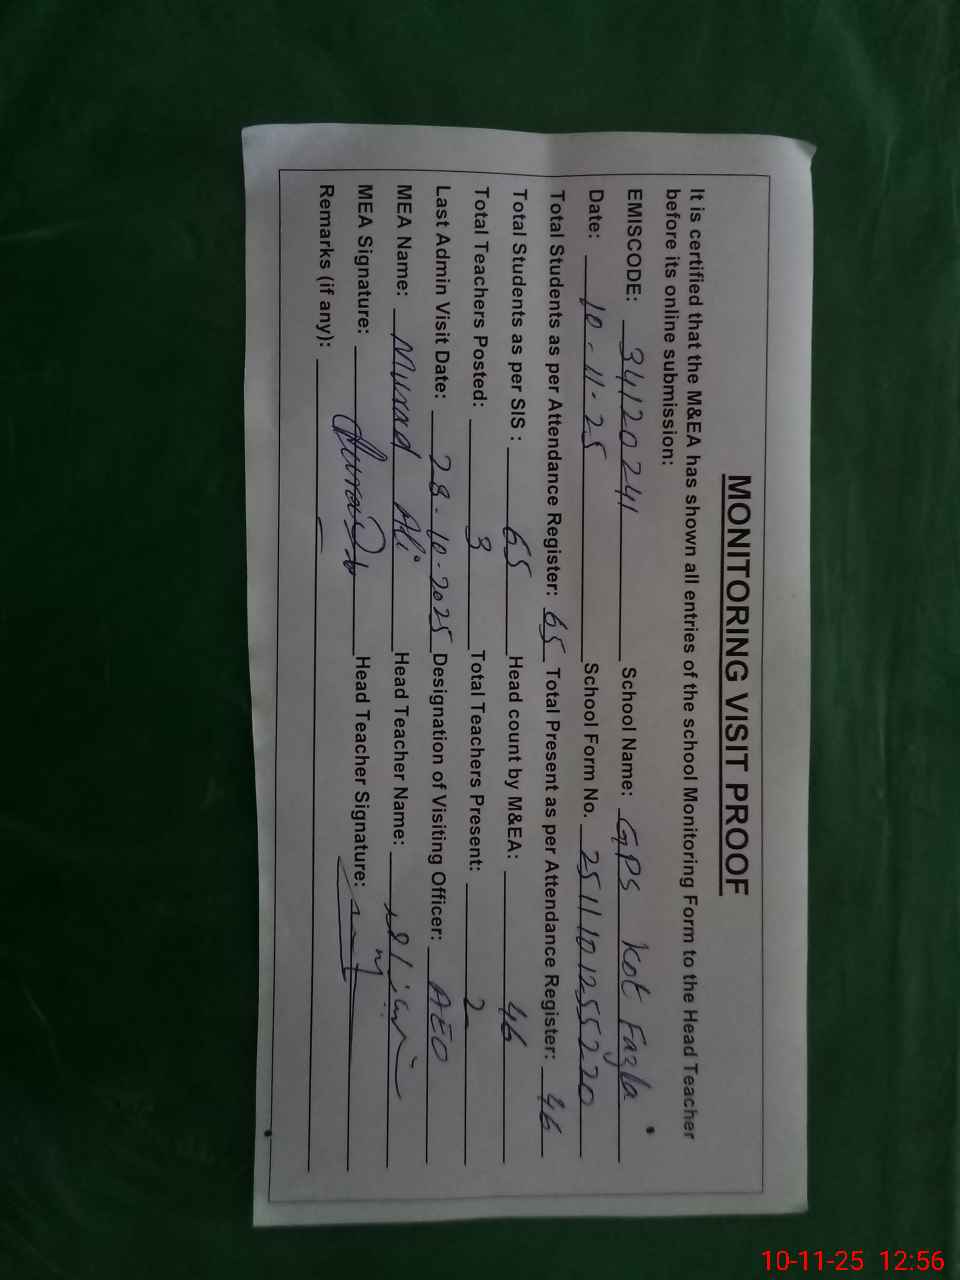 MONITORING VISIT PROOF
It is certified that the M&EA has shown all entries of the school Monitoring Form to the Head Teacher
before its online submission:
EMISCODE: 34120241 School Name: GPS Kot Fazla
Date: 10-11-25 School Form No. 25111012555220
Total Students as per Attendance Register: 65 Total Present as per Attendance Register: 46
Total Students as per SIS : 65 Head count by M&EA: 46
Total Teachers Posted: 3 Total Teachers Present: 2
Last Admin Visit Date: 28-10-2025 Designation of Visiting Officer: AEO
MEA Name: Murad Ali Head Teacher Name:
MEA Signature: Head Teacher Signature:
Remarks (if any):
10-11-25 12:56